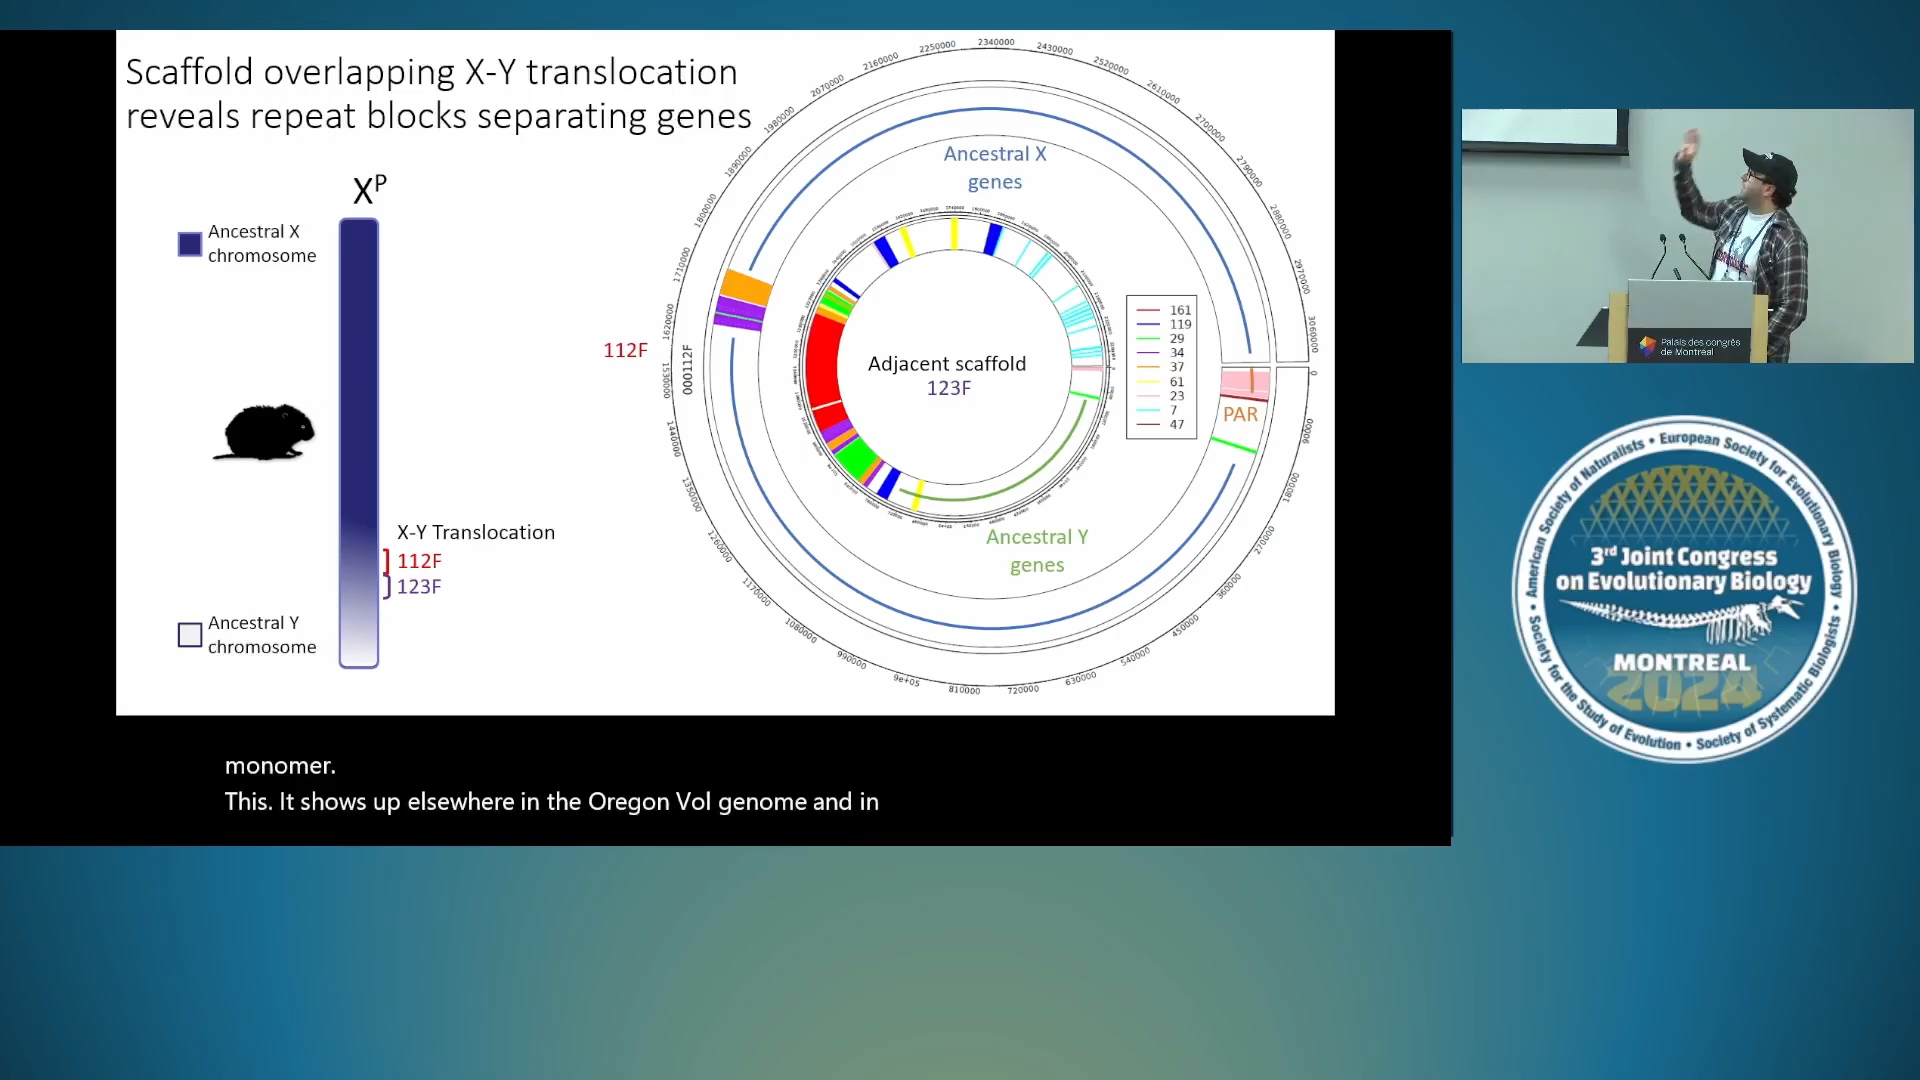 Scaffold overlapping X-Y translocation
reveals repeat blocks separating genes
Xᴾ
Ancestral X
chromosome
X-Y Translocation
112F
123F
Ancestral Y
chromosome
112F
000112F
0
90000
180000
270000
360000
450000
540000
630000
720000
810000
9e+05
990000
1080000
1170000
1260000
1350000
1440000
1530000
1620000
1710000
1800000
1890000
1980000
2070000
2160000
2250000
2340000
2430000
2520000
2610000
2700000
2790000
2880000
2970000
3060000
Ancestral X
genes
Adjacent scaffold
123F
Ancestral Y
genes
161
119
29
34
37
61
23
7
47
PAR
monomer.
This. It shows up elsewhere in the Oregon Vol genome and in
Palais des congrès
de Montréal
American Society of Naturalists • European Society for Evolutionary Biology • Society of Systematic Biologists • Society for the Study of Evolution •
3rd Joint Congress
on Evolutionary Biology
MONTREAL
2024